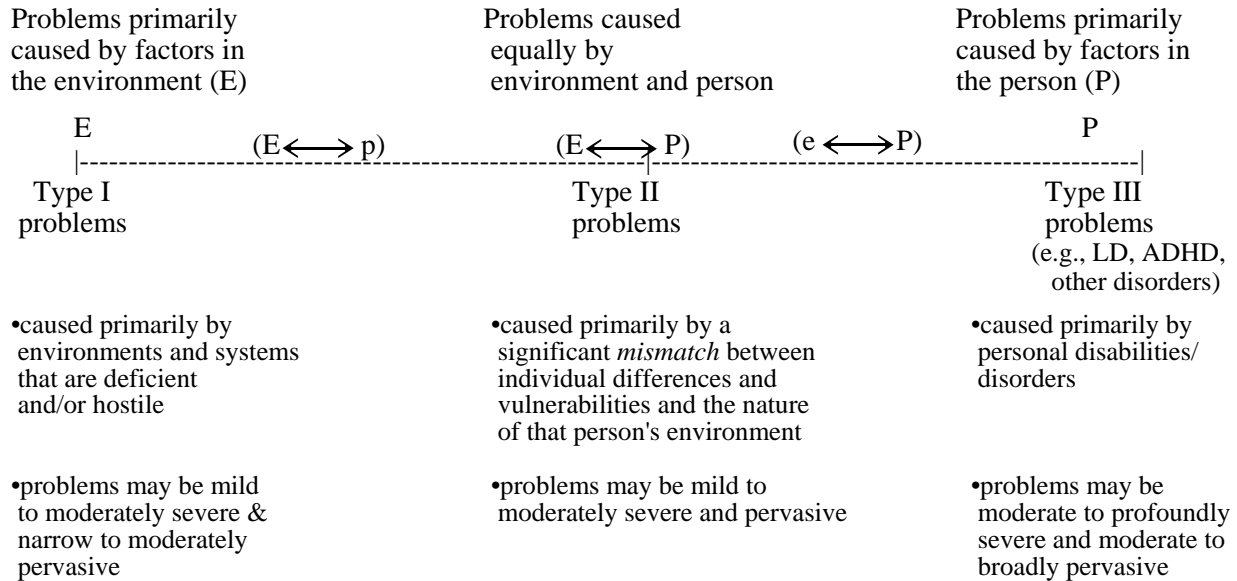 Problems primarily
caused by factors in
the environment (E)
Problems caused
equally by
environment and person
Problems primarily
caused by factors in
the person (P)
E
(E ⟷ p)
(E ⟷ P)
(e ⟷ P)
P
|--------------------------------------------------|--------------------------------------------------|
Type I
problems
Type II
problems
Type III
problems
(e.g., LD, ADHD,
other disorders)
•caused primarily by
environments and systems
that are deficient
and/or hostile
•caused primarily by a
significant mismatch between
individual differences and
vulnerabilities and the nature
of that person's environment
•caused primarily by
personal disabilities/
disorders
•problems may be mild
to moderately severe &
narrow to moderately
pervasive
•problems may be mild to
moderately severe and pervasive
•problems may be
moderate to profoundly
severe and moderate to
broadly pervasive